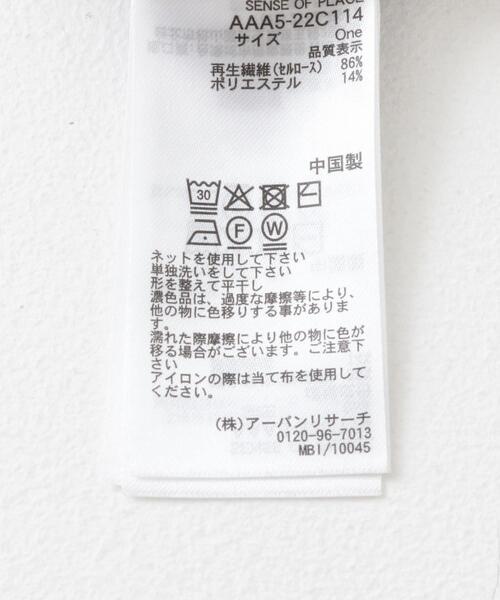 SENSE OF PLACE
AAA5-22C114
サイズ One
品質表示
再生繊維(ｾﾙﾛｰｽ) 86%
ポリエステル 14%
中国製
30
F W
ネットを使用して下さい
単独洗いをして下さい
形を整えて平干し
濃色品は、過度な摩擦等により、
他の物に色移りする事がありま
す。
濡れた際摩擦により他の物に色が
移る場合がございます。ご注意下
さい
アイロンの際は当て布を使用して
ください。
(株)アーバンリサーチ
0120-96-7013
MBI/10045